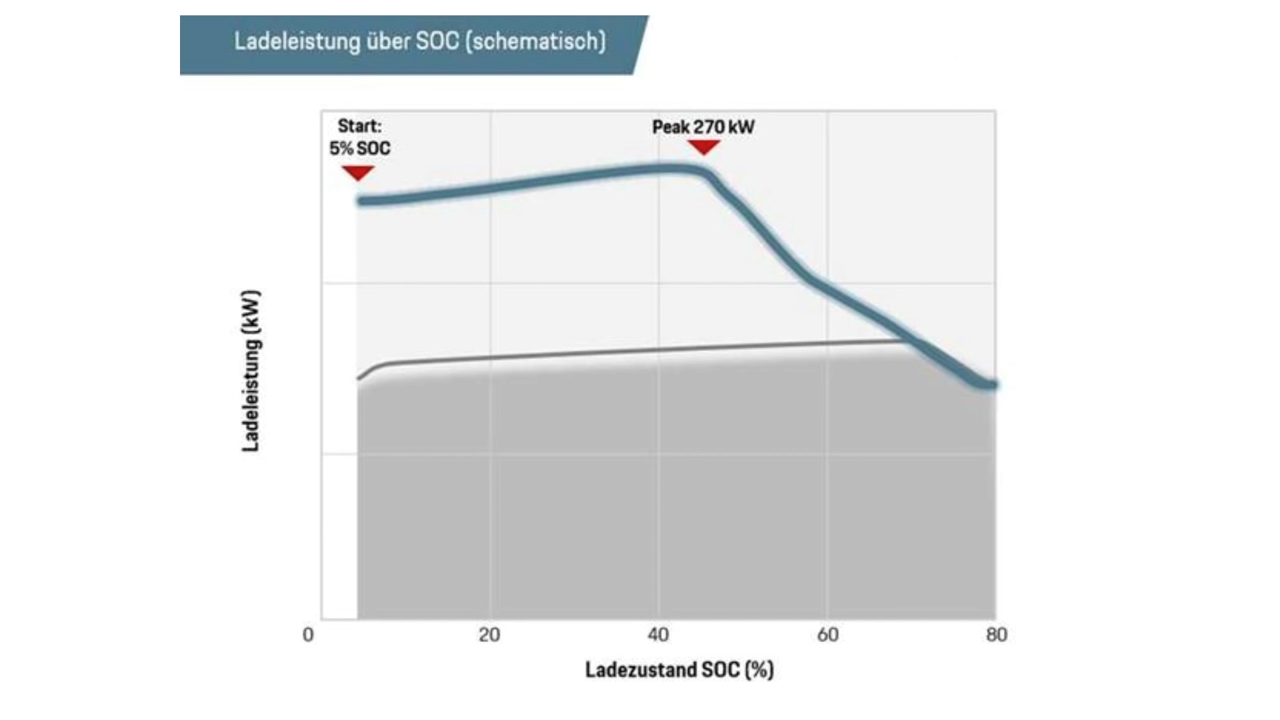 Ladeleistung über SOC (schematisch)
Start:
5% SOC
Peak 270 kW
Ladeleistung (kW)
0
20
40
60
80
Ladezustand SOC (%)